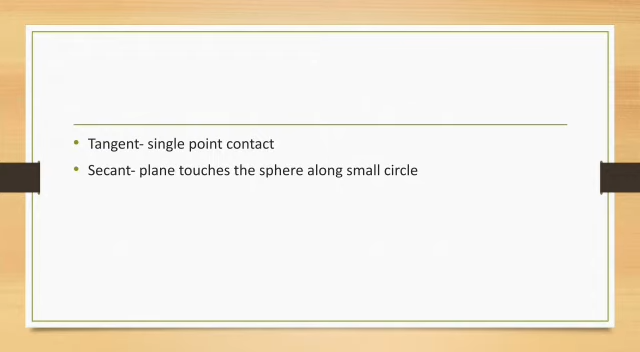 Tangent- single point contact
Secant- plane touches the sphere along small circle